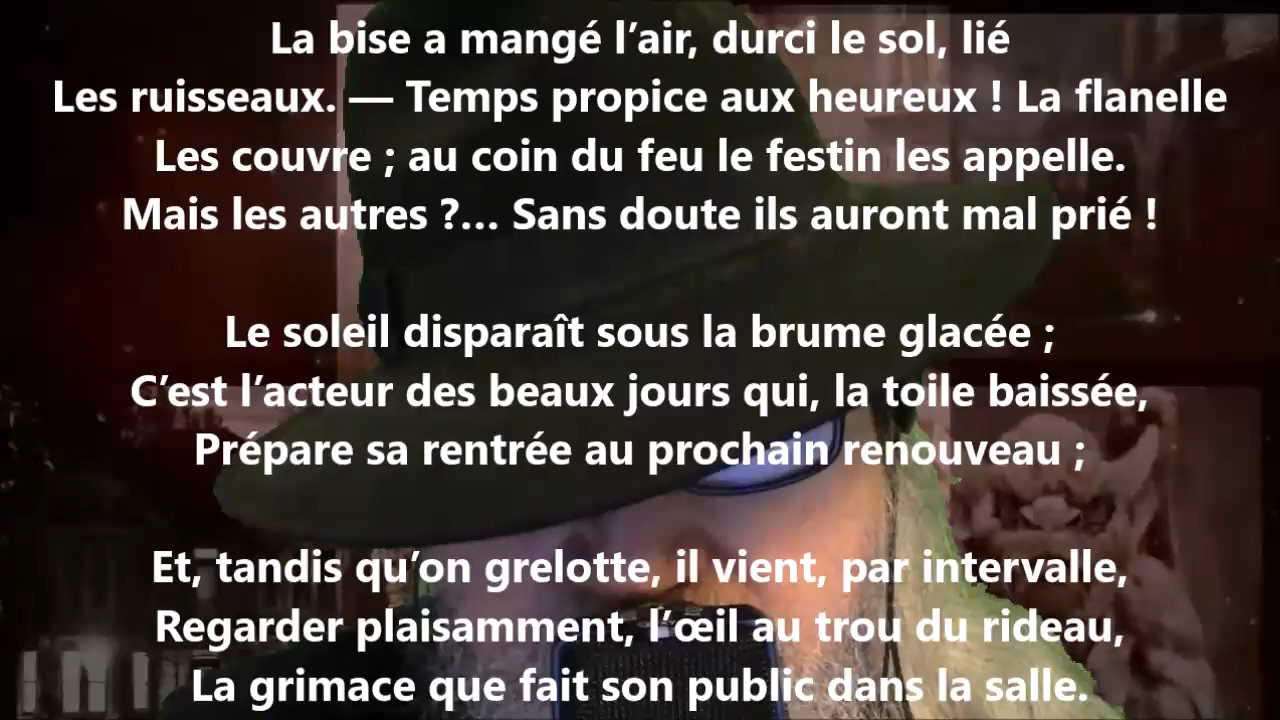 La bise a mangé l’air, durci le sol, lié
Les ruisseaux. — Temps propice aux heureux ! La flanelle
Les couvre ; au coin du feu le festin les appelle.
Mais les autres ?… Sans doute ils auront mal prié !
Le soleil disparaît sous la brume glacée ;
C’est l’acteur des beaux jours qui, la toile baissée,
Prépare sa rentrée au prochain renouveau ;
Et, tandis qu’on grelotte, il vient, par intervalle,
Regarder plaisamment, l’œil au trou du rideau,
La grimace que fait son public dans la salle.